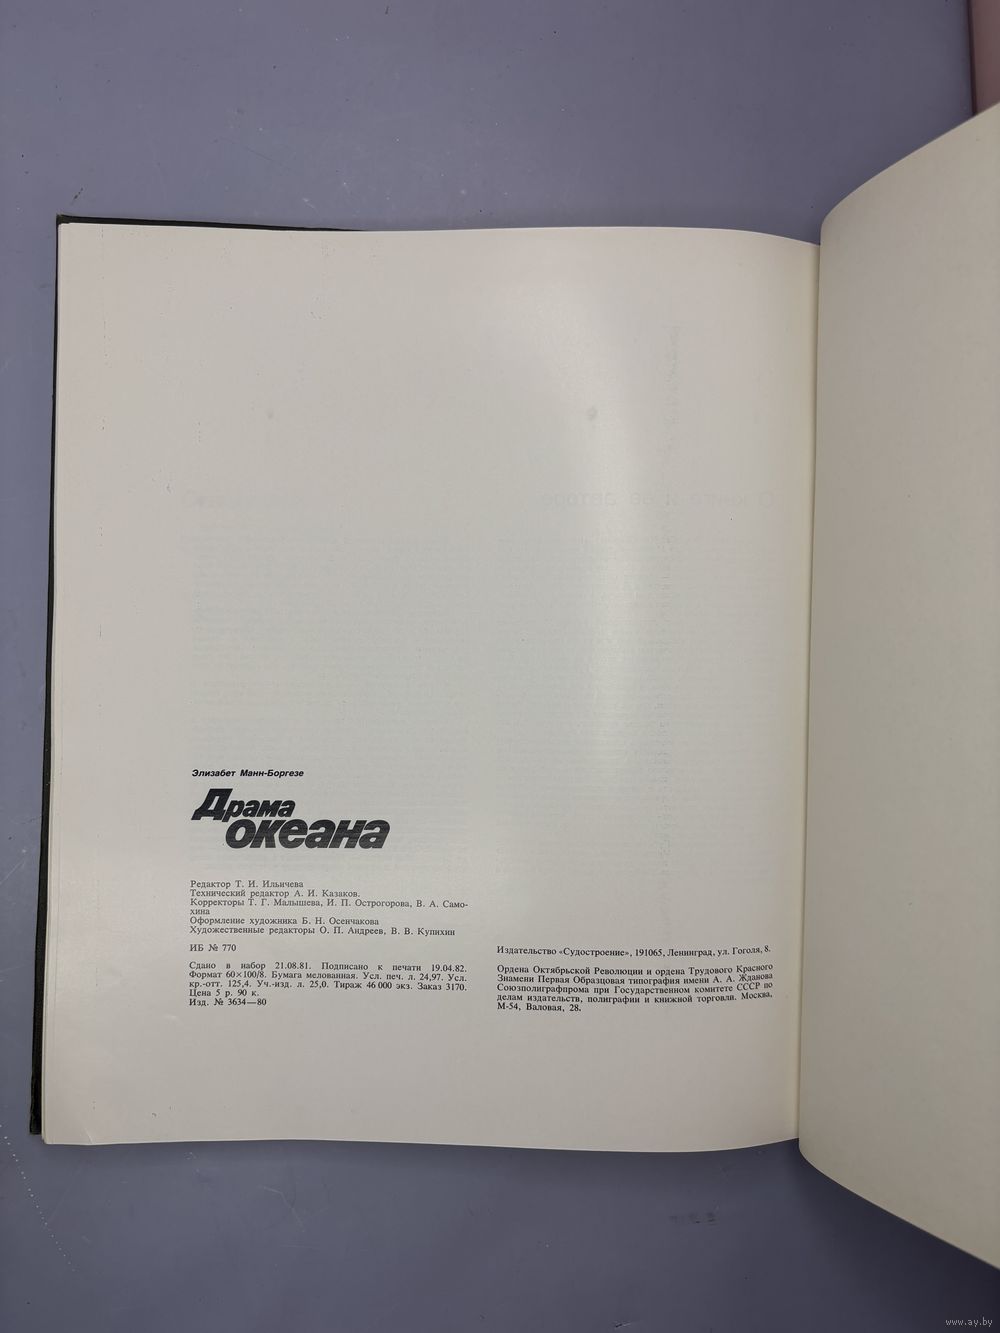 Элизабет Манн-Боргезе
Драма
океана
Редактор Т. И. Ильичева
Технический редактор А. И. Казаков.
Корректоры Т. Г. Малышева, И. П. Острогорова, В. А. Само-
хина
Оформление художника Б. Н. Осенчакова
Художественные редакторы О. П. Андреев, В. В. Купихин
ИБ № 770
Сдано в набор 21.08.81. Подписано к печати 19.04.82.
Формат 60×100/8. Бумага мелованная. Усл. печ. л. 24,97. Усл.
кр.-отт. 125,4. Уч.-изд. л. 25,0. Тираж 46 000 экз. Заказ 3170.
Цена 5 р. 90 к.
Изд. № 3634—80
Издательство «Судостроение», 191065, Ленинград, ул. Гоголя, 8.
Ордена Октябрьской Революции и ордена Трудового Красного
Знамени Первая Образцовая типография имени А. А. Жданова
Союзполиграфпрома при Государственном комитете СССР по
делам издательств, полиграфии и книжной торговли. Москва,
М-54, Валовая, 28.
www.ay.by